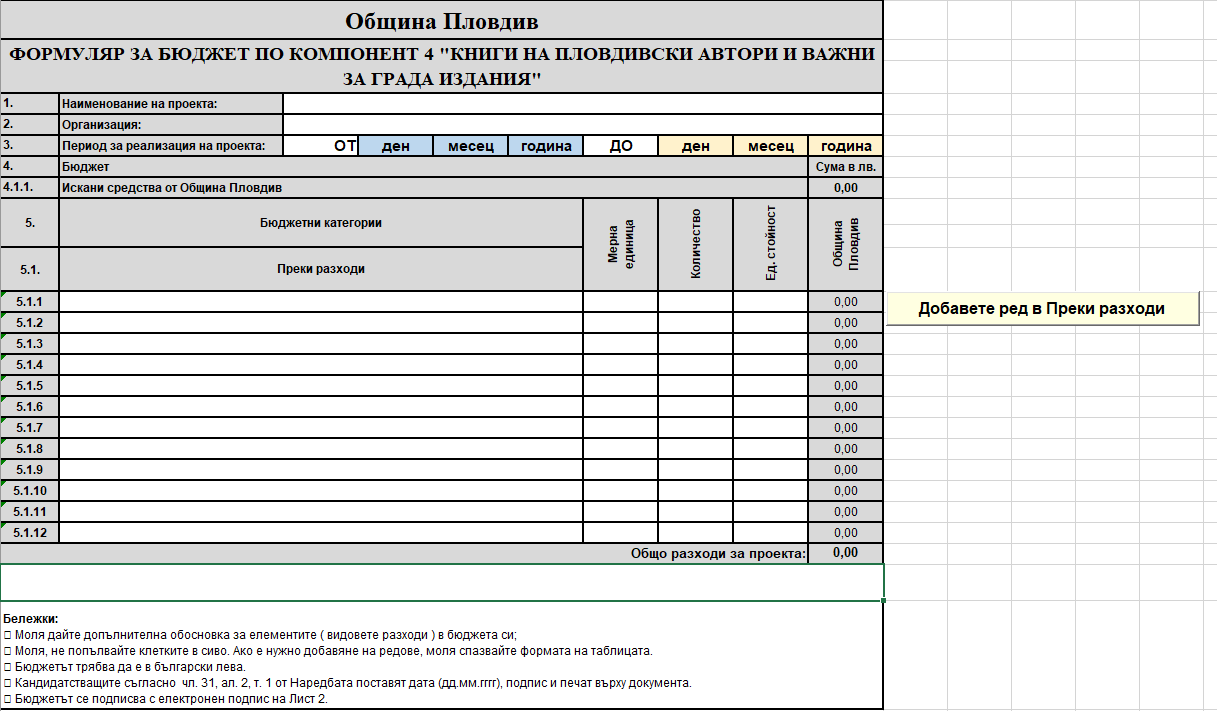 Община Пловдив
ФОРМУЛЯР ЗА БЮДЖЕТ ПО КОМПОНЕНТ 4 "КНИГИ НА ПЛОВДИВСКИ АВТОРИ И ВАЖНИ
ЗА ГРАДА ИЗДАНИЯ"
1. Наименование на проекта:
2. Организация:
3. Период за реализация на проекта: ОТ ден месец година ДО ден месец година
4. Бюджет Сума в лв.
4.1.1. Искани средства от Община Пловдив 0,00
5. Бюджетни категории
Мерна
единица
Количество
Ед. стойност
Община
Пловдив
5.1. Преки разходи
5.1.1 0,00
Добавете ред в Преки разходи
5.1.2 0,00
5.1.3 0,00
5.1.4 0,00
5.1.5 0,00
5.1.6 0,00
5.1.7 0,00
5.1.8 0,00
5.1.9 0,00
5.1.10 0,00
5.1.11 0,00
5.1.12 0,00
Общо разходи за проекта: 0,00
Бележки:
□ Моля дайте допълнителна обосновка за елементите ( видовете разходи ) в бюджета си;
□ Моля, не попълвайте клетките в сиво. Ако е нужно добавяне на редове, моля спазвайте формата на таблицата.
□ Бюджетът трябва да е в български лева.
□ Кандидатстващите съгласно чл. 31, ал. 2, т. 1 от Наредбата поставят дата (дд.мм.гггг), подпис и печат върху документа.
□ Бюджетът се подписва с електронен подпис на Лист 2.